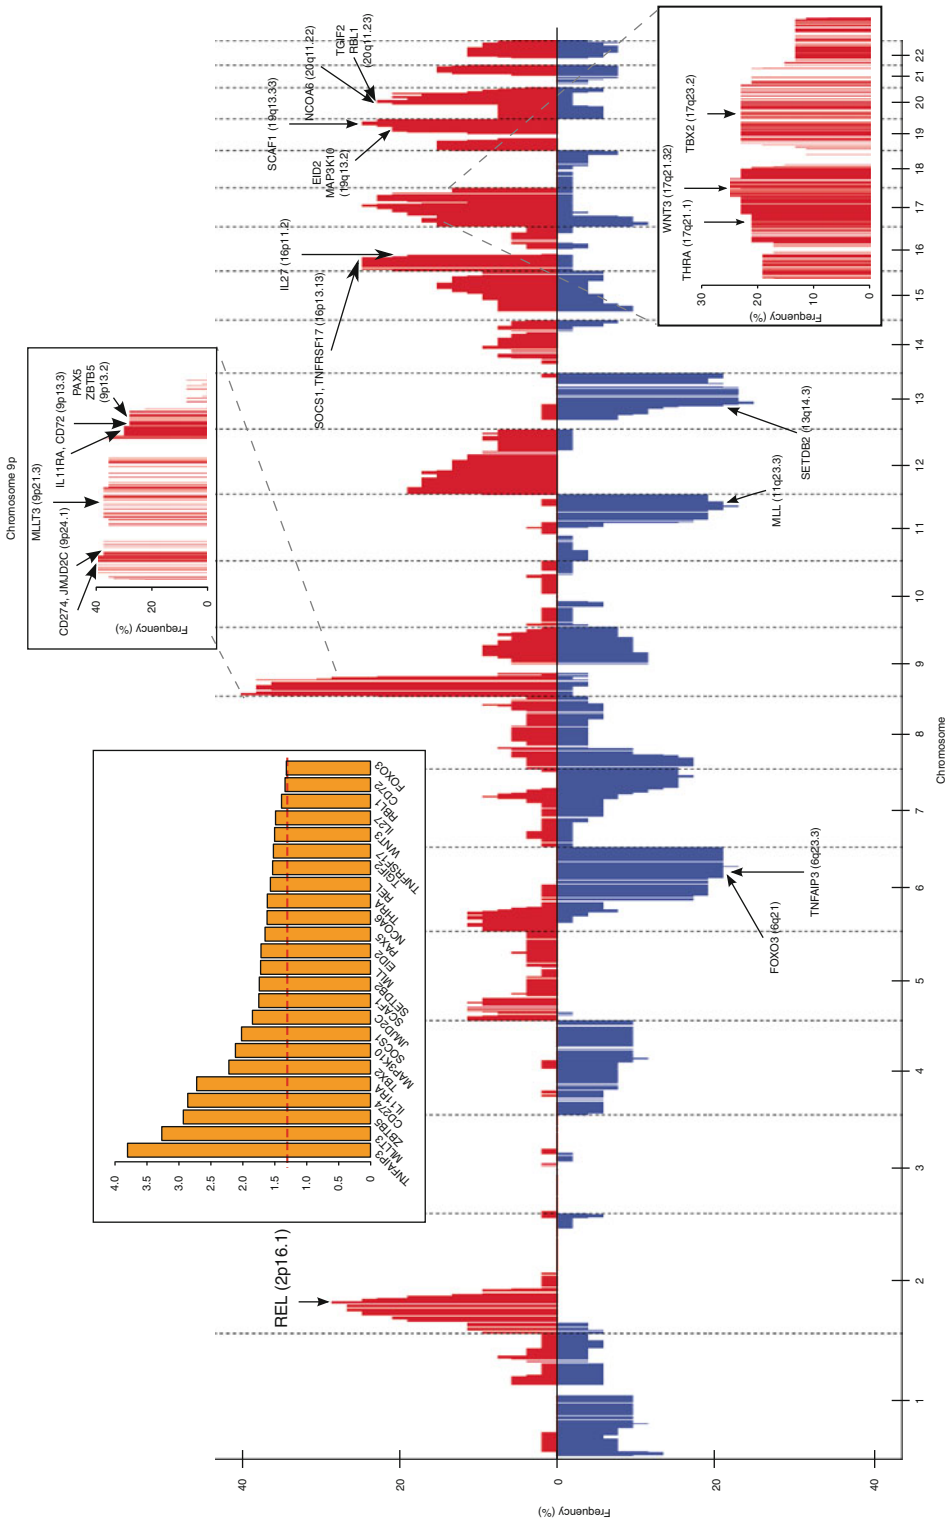 Chromosome 9p
CD274, JMJD2C (9p24.1)
MLLT3 (9p21.3)
IL11RA, CD72 (9p13.3)
PAX5
ZBTB5
(9p13.2)
Frequency (%)
40
20
0
4.0
3.5
3.0
2.5
2.0
1.5
1.0
0.5
0
TNFAIP3
MLLT3
ZBTB5
CD274
IL11RA
TBX2
MAP3K10
SOCS1
JMJD2C
SCAF1
SETDB2
MLL
EID2
PAX5
NCOA6
THRA
REL
TGIF2
TNFRSF17
WNT3
IL27
RBL1
CD72
FOXO3
REL (2p16.1)
SOCS1, TNFRSF17 (16p13.13)
IL27 (16p11.2)
EID2
MAP3K10
(19q13.2)
SCAF1 (19q13.33)
NCOA6 (20q11.22)
TGIF2
RBL1
(20q11.23)
FOXO3 (6q21)
TNFAIP3 (6q23.3)
MLL (11q23.3)
SETDB2 (13q14.3)
THRA (17q21.1)
WNT3 (17q21.32)
TBX2 (17q23.2)
Frequency (%)
30
20
10
0
Frequency (%)
40
20
0
20
40
1
2
3
4
5
6
7
8
9
10
11
12
13
14
15
16
17
18
19
20
21
22
Chromosome